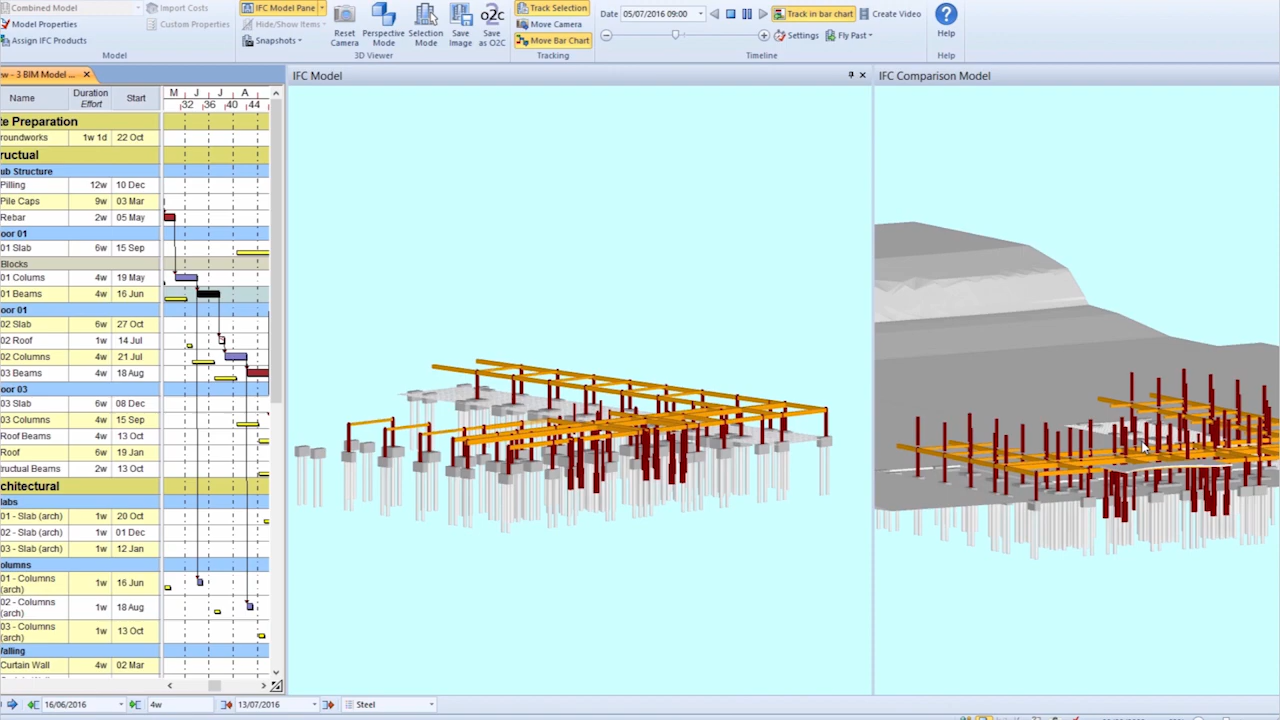 Combined Model
Import Costs
IFC Model Pane
Track Selection
Date 05/07/2016 09:00
Track in bar chart
Create Video
Model Properties
Custom Properties
Hide/Show Items
Move Camera
Assign IFC Products
Snapshots
Reset Camera
Perspective Mode
Selection Mode
Save Image
Save as O2C
Move Bar Chart
Settings
Fly Past
Help
Model
3D Viewer
Tracking
Timeline
Help
3 BIM Model ...
IFC Model
IFC Comparison Model
Name
Duration
Effort
Start
M J J A
32 36 40 44
te Preparation
roundworks 1w 1d 22 Oct
ructual
ub Structure
Pilling 12w 10 Dec
Pile Caps 9w 03 Mar
Rebar 2w 05 May
oor 01
01 Slab 6w 15 Sep
Blocks
01 Colums 4w 19 May
01 Beams 4w 16 Jun
oor 01
02 Slab 6w 27 Oct
02 Roof 1w 14 Jul
02 Columns 4w 21 Jul
03 Beams 4w 18 Aug
oor 03
03 Slab 6w 08 Dec
03 Columns 4w 15 Sep
Roof Beams 4w 13 Oct
Roof 6w 19 Jan
ructual Beams 2w 13 Oct
chitectural
labs
01 - Slab (arch) 1w 20 Oct
02 - Slab (arch) 1w 01 Dec
03 - Slab (arch) 1w 12 Jan
olumns
01 - Columns (arch) 1w 16 Jun
02 - Columns (arch) 1w 18 Aug
03 - Columns (arch) 1w 13 Oct
Valling
Curtain Wall 4w 02 Mar
16/06/2016
4w
13/07/2016
Steel